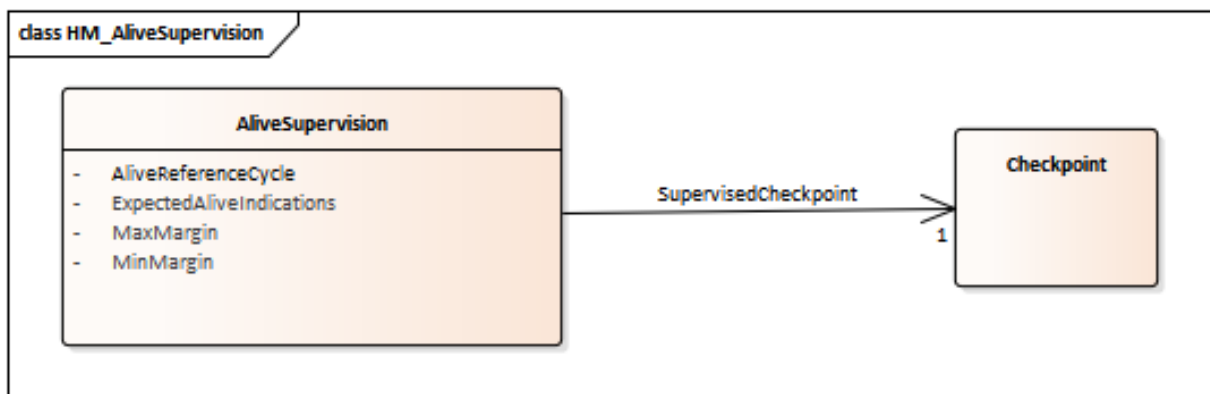 class HM_AliveSupervision
AliveSupervision
- AliveReferenceCycle
- ExpectedAliveIndications
- MaxMargin
- MinMargin
SupervisedCheckpoint
1
Checkpoint